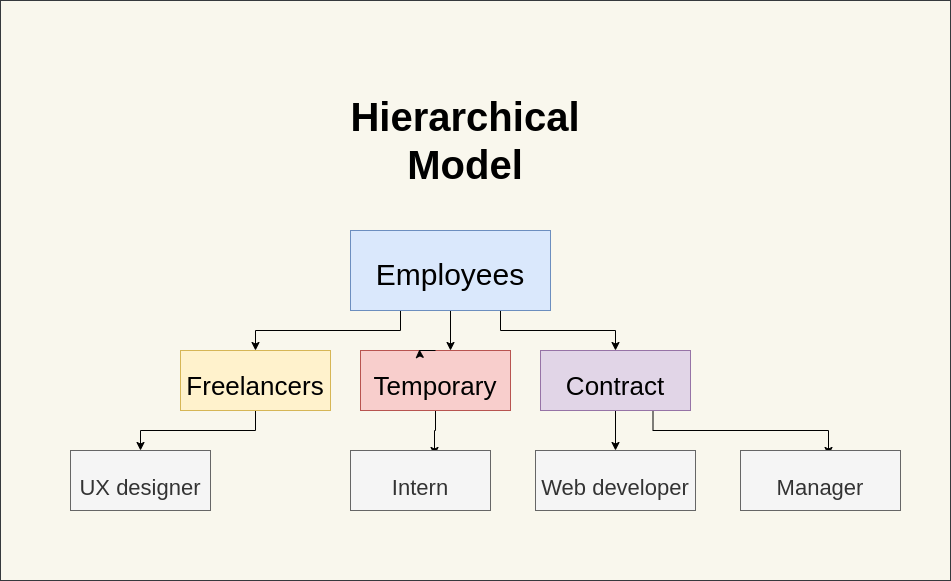 Hierarchical
Model
Employees
Freelancers
Temporary
Contract
UX designer
Intern
Web developer
Manager